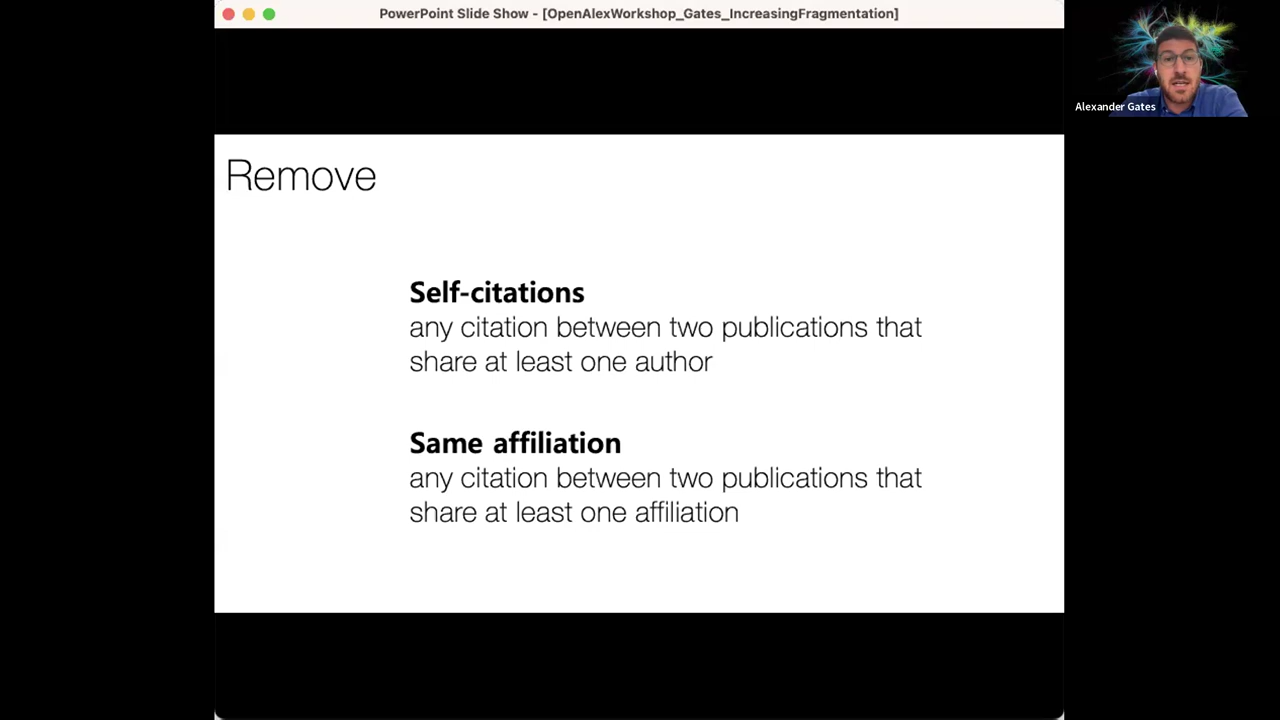 PowerPoint Slide Show - [OpenAlexWorkshop_Gates_IncreasingFragmentation]
Alexander Gates
Remove
Self-citations
any citation between two publications that
share at least one author
Same affiliation
any citation between two publications that
share at least one affiliation